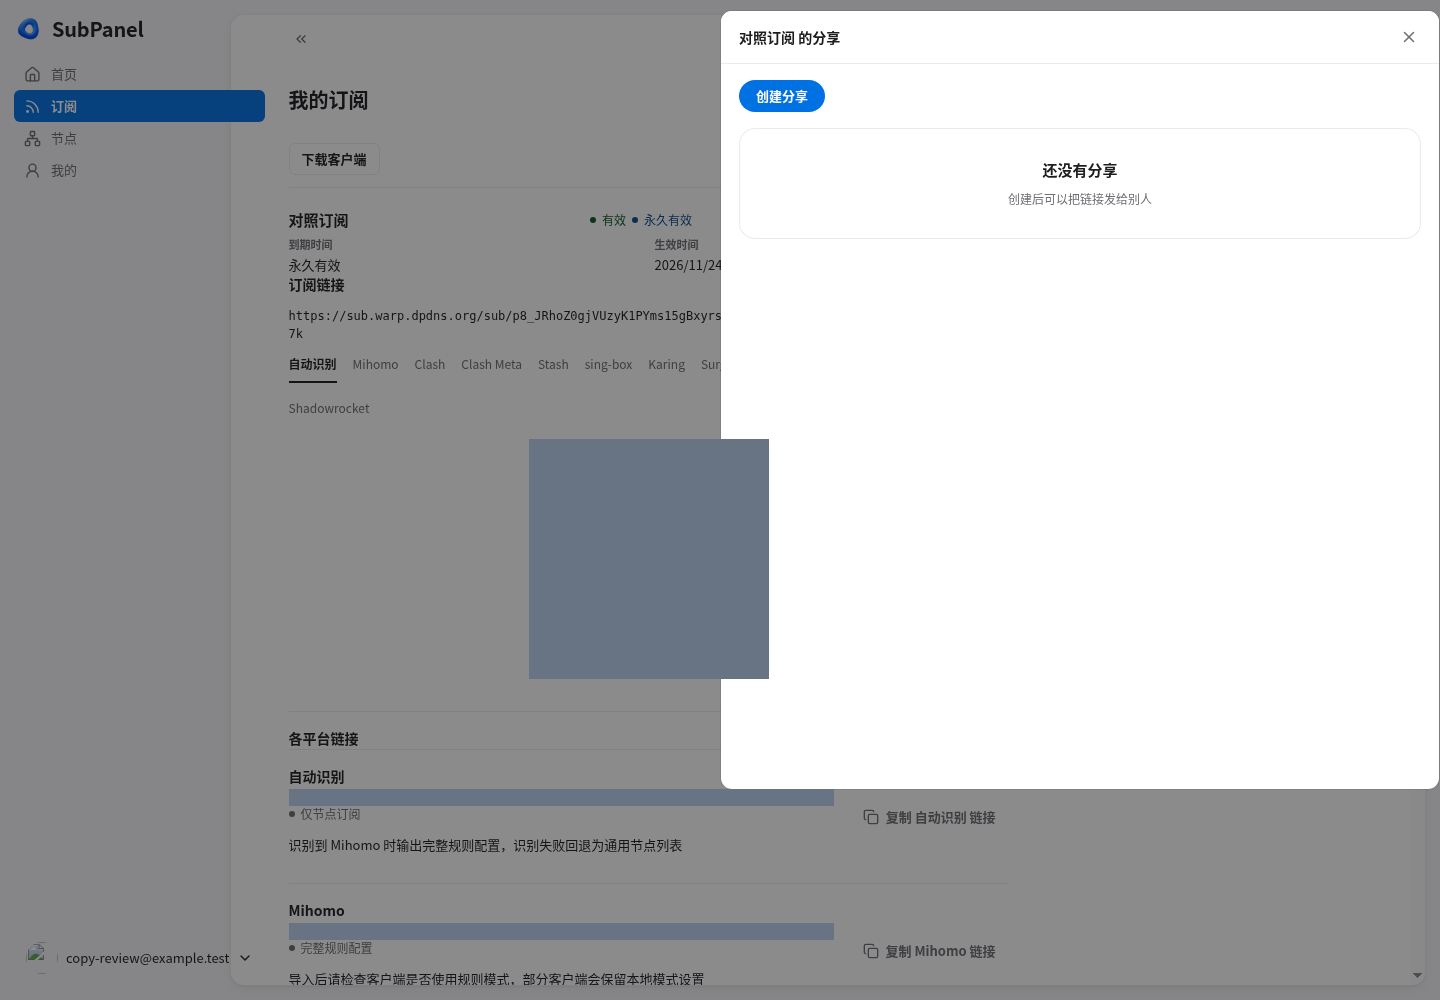 SubPanel
首页
订阅
节点
我的
copy-review@example.test
我的订阅
下载客户端
对照订阅
有效
永久有效
到期时间
永久有效
生效时间
2026/11/24
订阅链接
https://sub.warp.dpdns.org/sub/p8_JRhoZ0gjVUzyK1PYms15gBxyrs
7k
自动识别 Mihomo Clash Clash Meta Stash sing-box Karing
Shadowrocket
各平台链接
自动识别
仅节点订阅
复制 自动识别 链接
识别到 Mihomo 时输出完整规则配置，识别失败回退为通用节点列表
Mihomo
完整规则配置
复制 Mihomo 链接
导入后请检查客户端是否使用规则模式，部分客户端会保留本地模式设置
对照订阅 的分享
创建分享
还没有分享
创建后可以把链接发给别人